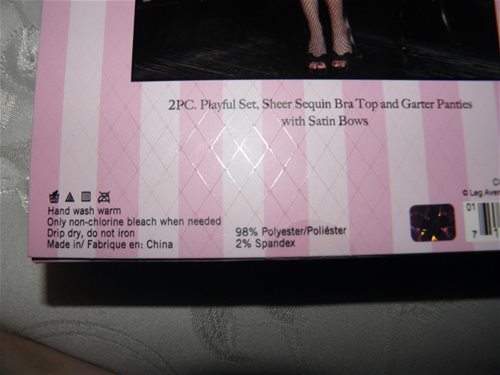 2PC. Playful Set, Sheer Sequin Bra Top and Garter Panties
with Satin Bows
Hand wash warm
Only non-chlorine bleach when needed
Drip dry, do not iron
Made in/ Fabrique en: China
98% Polyester/Poliéster
2% Spandex
© Leg Aven
01
7